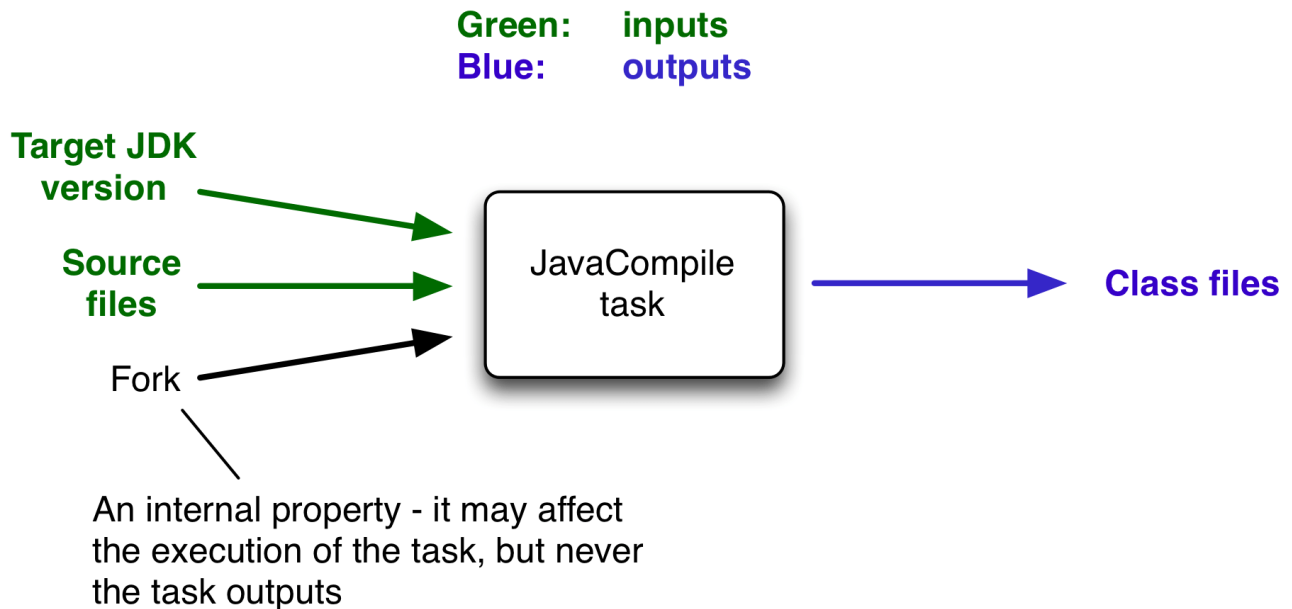 Green: inputs
Blue: outputs
Target JDK
version
Source
files
Fork
JavaCompile
task
Class files
An internal property - it may affect
the execution of the task, but never
the task outputs